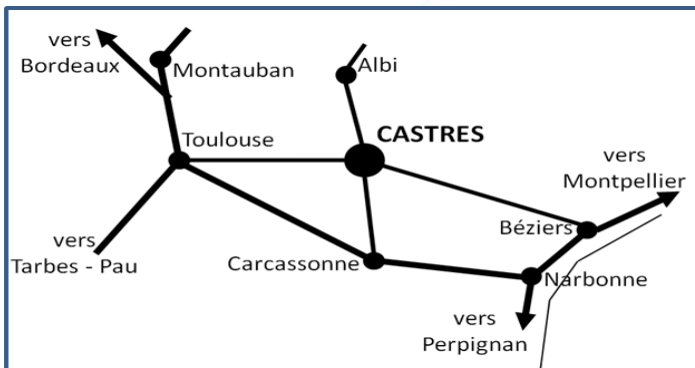 vers
Bordeaux
Montauban
Albi
Toulouse
CASTRES
vers
Montpellier
Béziers
vers
Tarbes - Pau
Carcassonne
Narbonne
vers
Perpignan